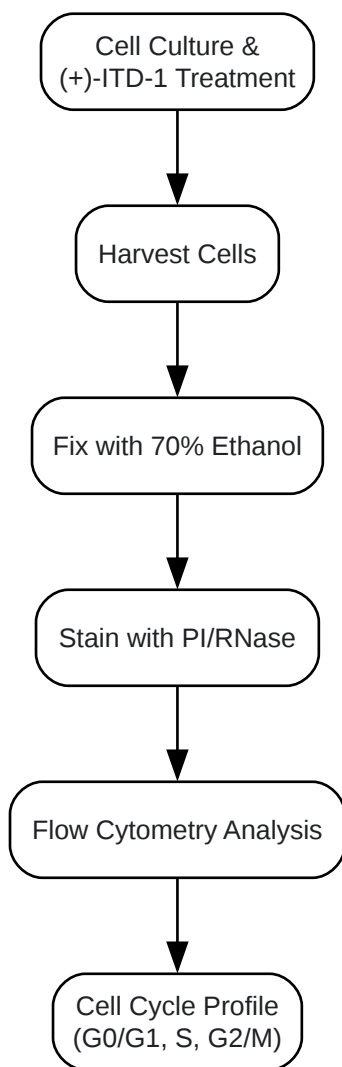 Cell Culture &
(+)-ITD-1 Treatment
Harvest Cells
Fix with 70% Ethanol
Stain with PI/RNase
Flow Cytometry Analysis
Cell Cycle Profile
(G0/G1, S, G2/M)